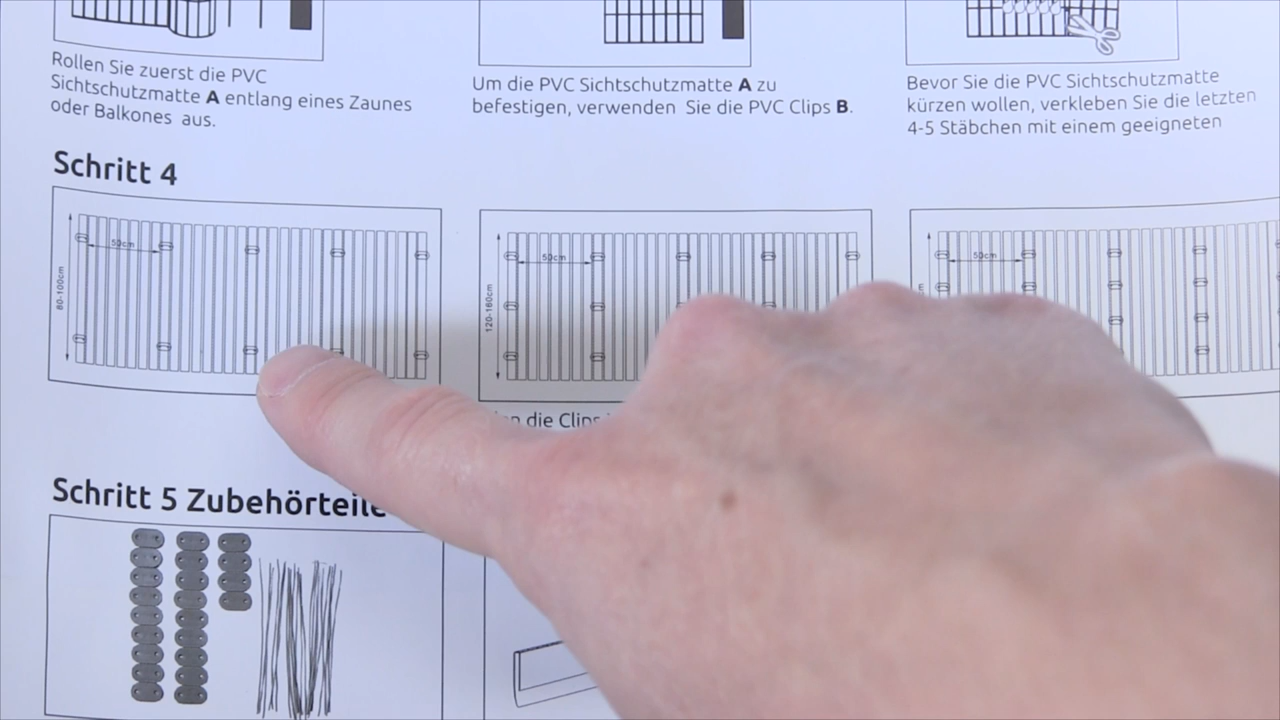 Rollen Sie zuerst die PVC
Sichtschutzmatte A entlang eines Zaunes
oder Balkones aus.
Um die PVC Sichtschutzmatte A zu
befestigen, verwenden Sie die PVC Clips B.
Bevor Sie die PVC Sichtschutzmatte
kürzen wollen, verkleben Sie die letzten
4-5 Stäbchen mit einem geeigneten
Schritt 4
50cm
80-100cm
50cm
120-160cm
50cm
die Clips
Schritt 5 Zubehörteile